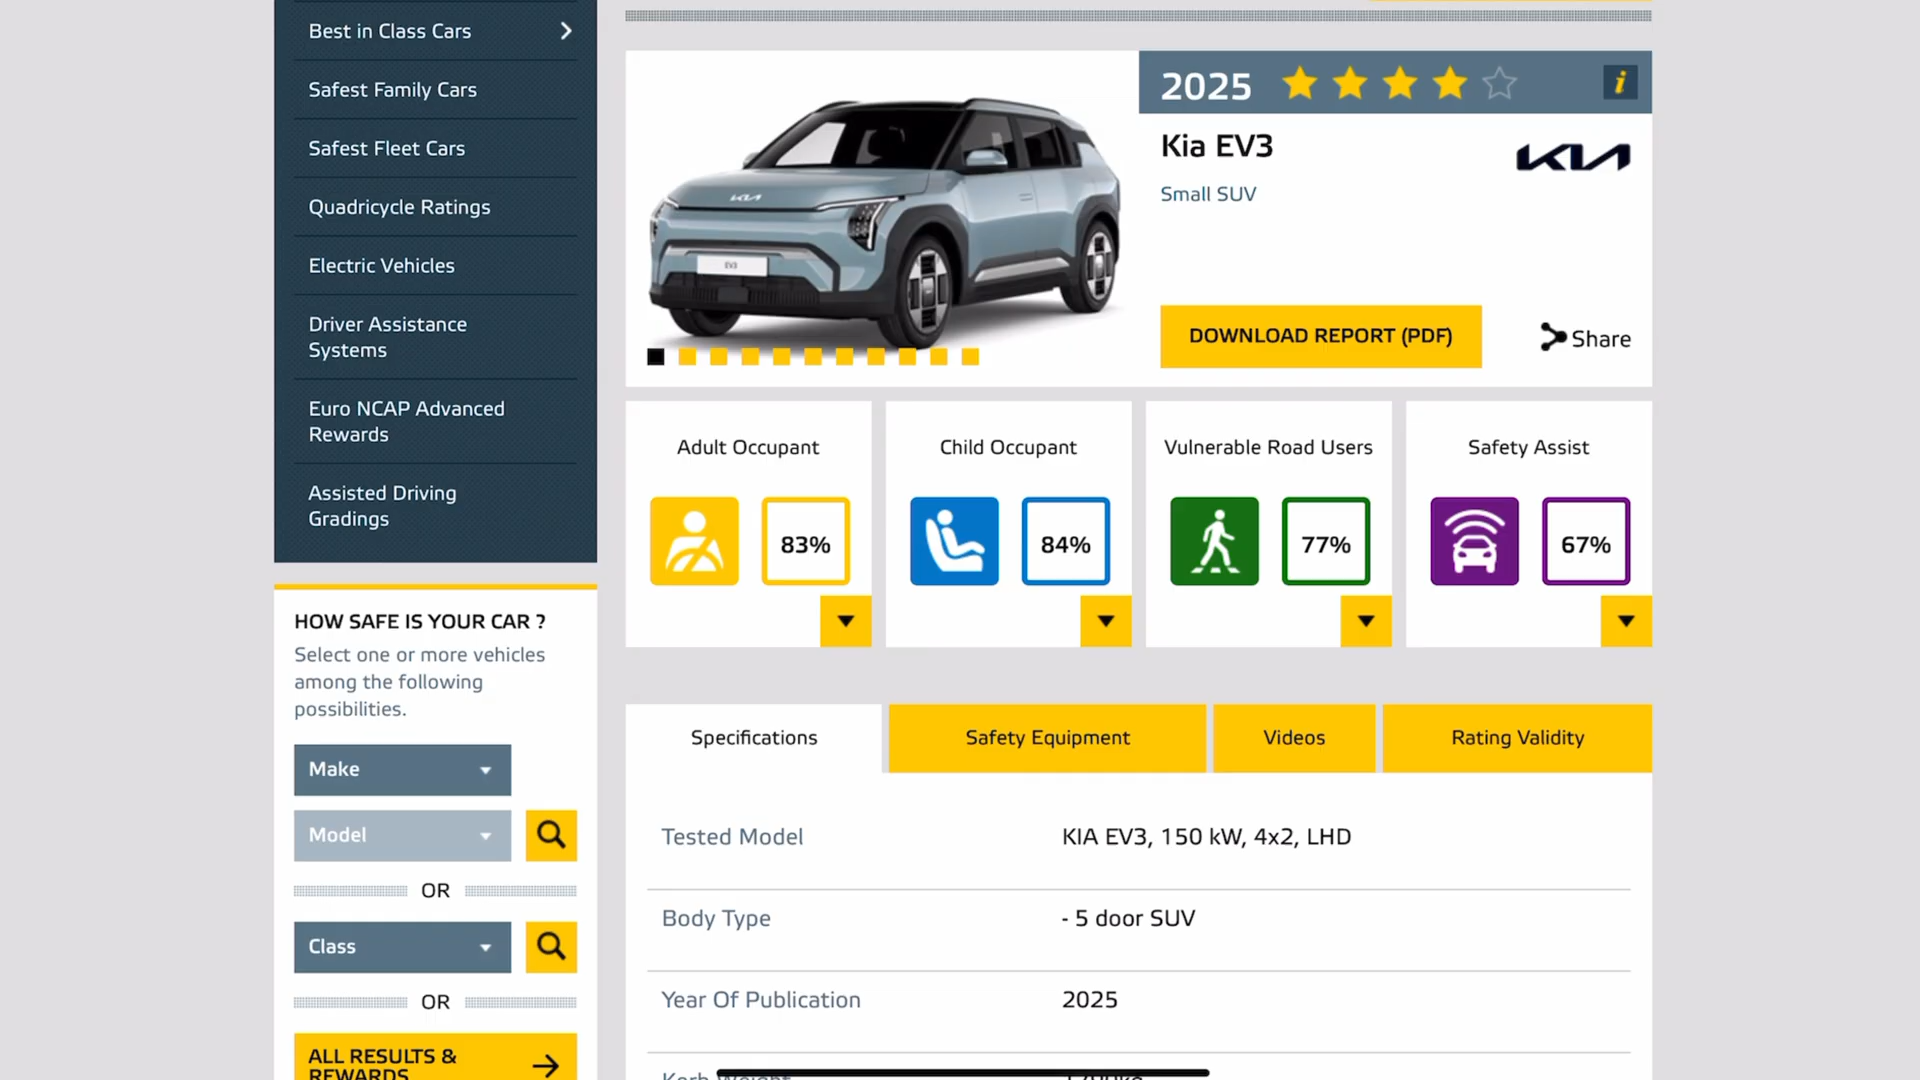 Best in Class Cars
Safest Family Cars
Safest Fleet Cars
Quadricycle Ratings
Electric Vehicles
Driver Assistance
Systems
Euro NCAP Advanced
Rewards
Assisted Driving
Gradings
HOW SAFE IS YOUR CAR ?
Select one or more vehicles
among the following
possibilities.
Make
Model
OR
Class
OR
ALL RESULTS &
REWARDS
2025
i
Kia EV3
KIA
Small SUV
EV3
DOWNLOAD REPORT (PDF)
Share
Adult Occupant
83%
Child Occupant
84%
Vulnerable Road Users
77%
Safety Assist
67%
Specifications
Safety Equipment
Videos
Rating Validity
Tested Model
KIA EV3, 150 kW, 4x2, LHD
Body Type
- 5 door SUV
Year Of Publication
2025
Kerb Weight